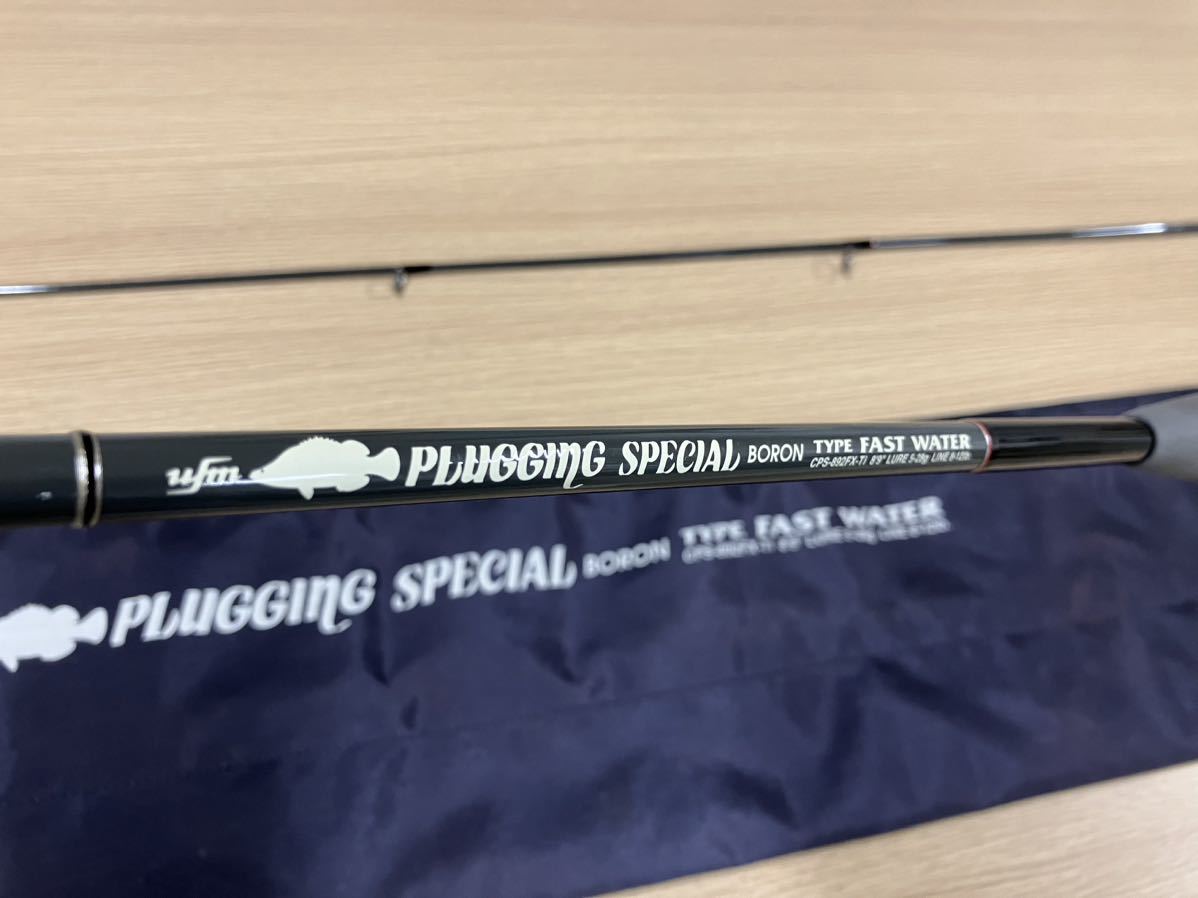 ufm PLUGGING SPECIAL BORON TYPE FAST WATER
CPS-892FX-TI 8'9" LURE 5-28g LINE 8-12lb
PLUGGING SPECIAL BORON TYPE FAST WATER